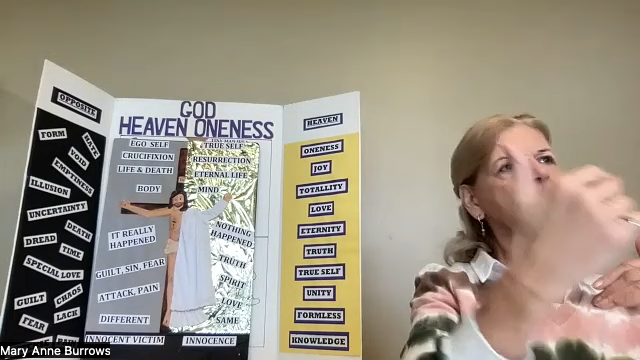 OPPOSITE
FORM
HATE
VOID
EMPTINESS
ILLUSION
UNCERTAINTY
DEATH
DREAD
TIME
SPECIAL LOVE
GUILT
CHAOS
LACK
FEAR
GOD
HEAVEN ONENESS
EGO SELF
CRUCIFIXION
LIFE & DEATH
BODY
IT REALLY
HAPPENED
GUILT, SIN, FEAR
ATTACK, PAIN
DIFFERENT
INNOCENT VICTIM
TRUE SELF
RESURRECTION
ETERNAL LIFE
MIND
NOTHING
HAPPENED
TRUTH
SPIRIT
LOVE
SAME
INNOCENCE
HEAVEN
ONENESS
JOY
TOTALLITY
LOVE
ETERNITY
TRUTH
TRUE SELF
UNITY
FORMLESS
KNOWLEDGE
Mary Anne Burrows